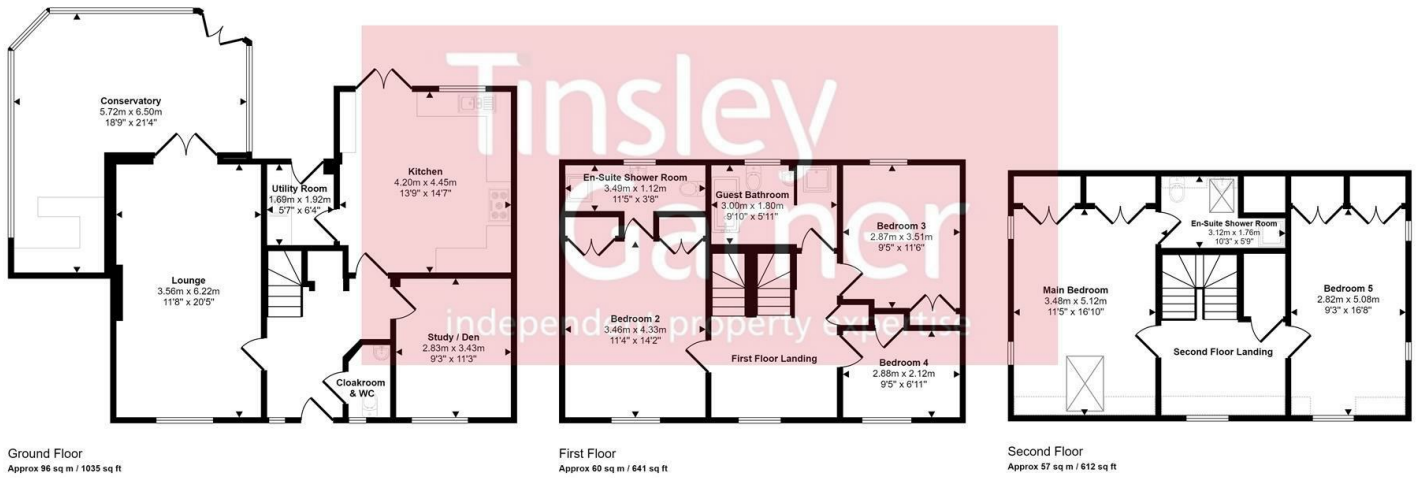 Tinsley
Garner
independent property expertise
Conservatory
5.72m x 6.50m
18'9" x 21'4"
Kitchen
4.20m x 4.45m
13'9" x 14'7"
Utility Room
1.69m x 1.92m
5'7" x 6'4"
Lounge
3.56m x 6.22m
11'8" x 20'5"
Study / Den
2.83m x 3.43m
9'3" x 11'3"
Cloakroom
& WC
Ground Floor
Approx 96 sq m / 1035 sq ft
En-Suite Shower Room
3.49m x 1.12m
11'5" x 3'8"
Guest Bathroom
3.00m x 1.80m
9'10" x 5'11"
Bedroom 3
2.87m x 3.51m
9'5" x 11'6"
Bedroom 2
3.46m x 4.33m
11'4" x 14'2"
First Floor Landing
Bedroom 4
2.88m x 2.12m
9'5" x 6'11"
First Floor
Approx 60 sq m / 641 sq ft
En-Suite Shower Room
3.12m x 1.76m
10'3" x 5'9"
Main Bedroom
3.48m x 5.12m
11'5" x 16'10"
Bedroom 5
2.82m x 5.08m
9'3" x 16'8"
Second Floor Landing
Second Floor
Approx 57 sq m / 612 sq ft